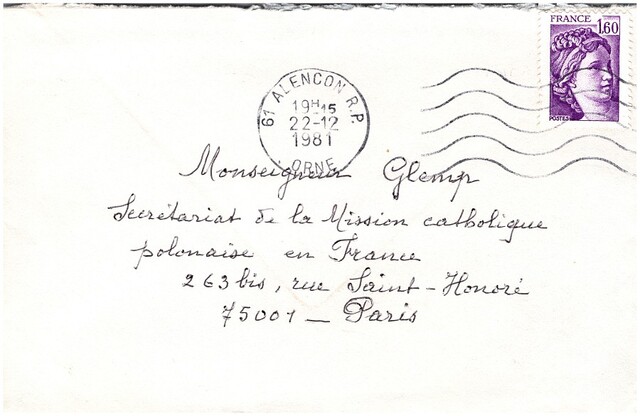 FRANCE
1,60
POSTES
61 ALENCON R.P.
19H15
22-12
1981
ORNE
Monseigneur Glemp
Secrétariat de la Mission catholique
polonaise en France
263 bis, rue Saint-Honoré
75001 — Paris